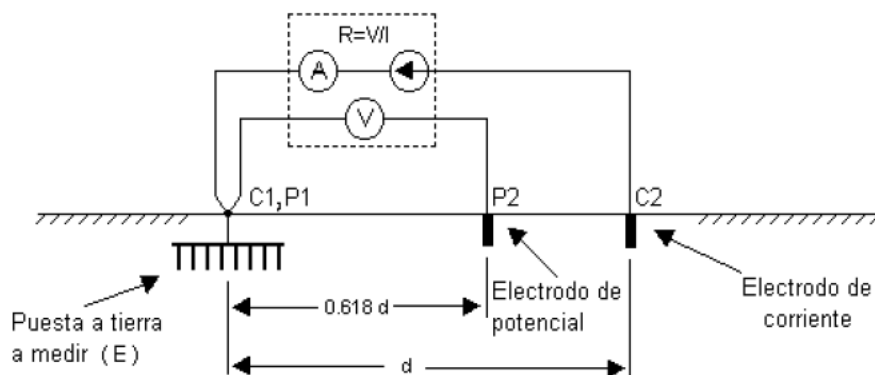 R=V/I
A
V
C1,P1
P2
C2
Puesta a tierra
a medir (E)
0.618 d
Electrodo de
potencial
Electrodo de
corriente
d